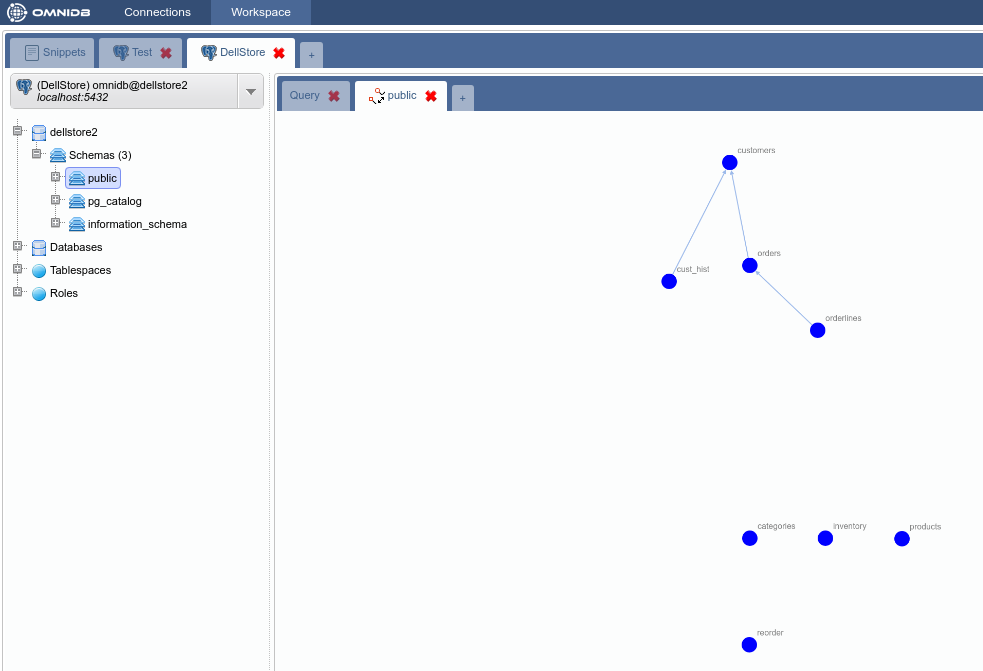 OMNIDB Connections Workspace
Snippets Test DellStore +
(DellStore) omnidb@dellstore2
localhost:5432
Query public +
dellstore2
Schemas (3)
public
pg_catalog
information_schema
Databases
Tablespaces
Roles
customers
orders
cust_hist
orderlines
categories inventory products
reorder